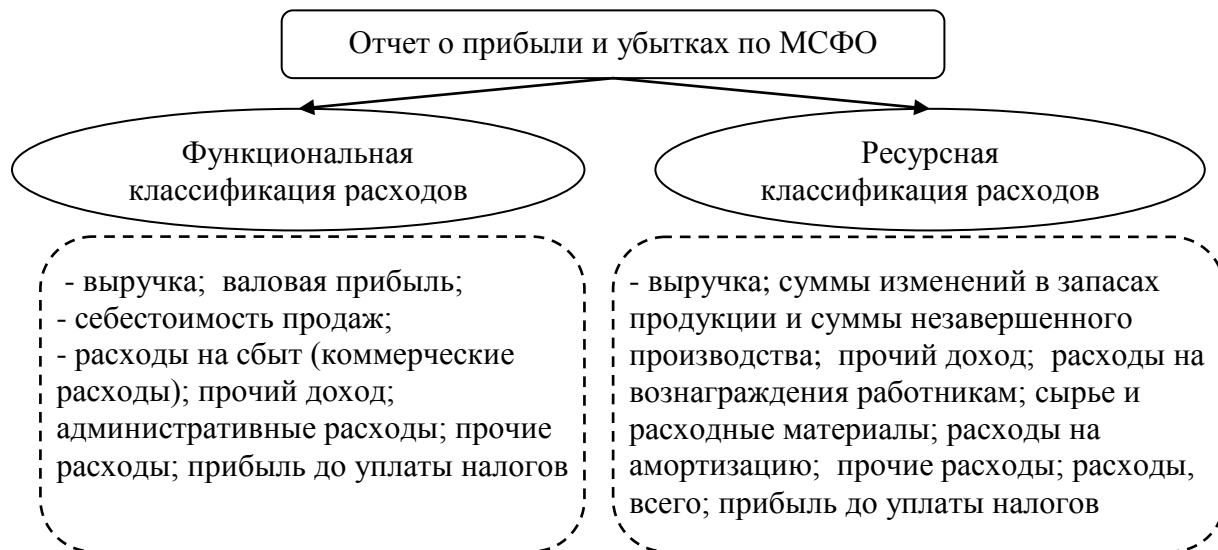 Отчет о прибыли и убытках по МСФО
Функциональная
классификация расходов
Ресурсная
классификация расходов
- выручка; валовая прибыль;
- себестоимость продаж;
- расходы на сбыт (коммерческие
расходы); прочий доход;
административные расходы; прочие
расходы; прибыль до уплаты налогов
- выручка; суммы изменений в запасах
продукции и суммы незавершенного
производства; прочий доход; расходы на
вознаграждения работникам; сырье и
расходные материалы; расходы на
амортизацию; прочие расходы; расходы,
всего; прибыль до уплаты налогов